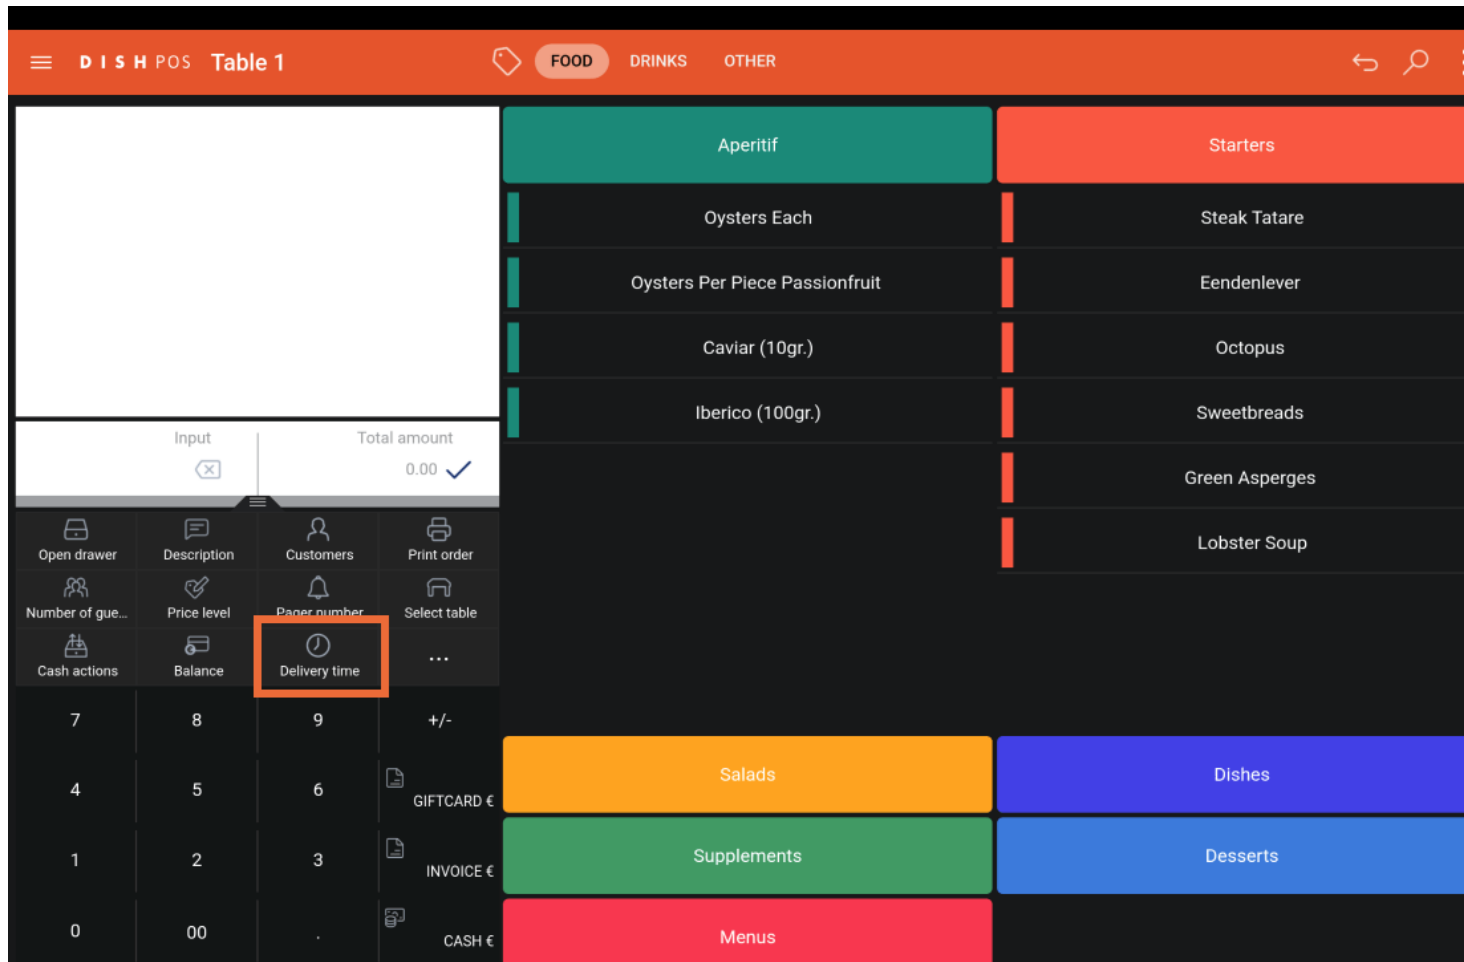 DISH POS Table 1
FOOD DRINKS OTHER
Aperitif
Starters
Oysters Each
Steak Tatare
Oysters Per Piece Passionfruit
Eendenlever
Caviar (10gr.)
Octopus
Iberico (100gr.)
Sweetbreads
Green Asperges
Lobster Soup
Input
Total amount
0.00
Open drawer
Description
Customers
Print order
Number of gue...
Price level
Pager number
Select table
Cash actions
Balance
Delivery time
...
7 8 9 +/-
4 5 6 GIFTCARD €
1 2 3 INVOICE €
0 00 . CASH €
Salads
Dishes
Supplements
Desserts
Menus